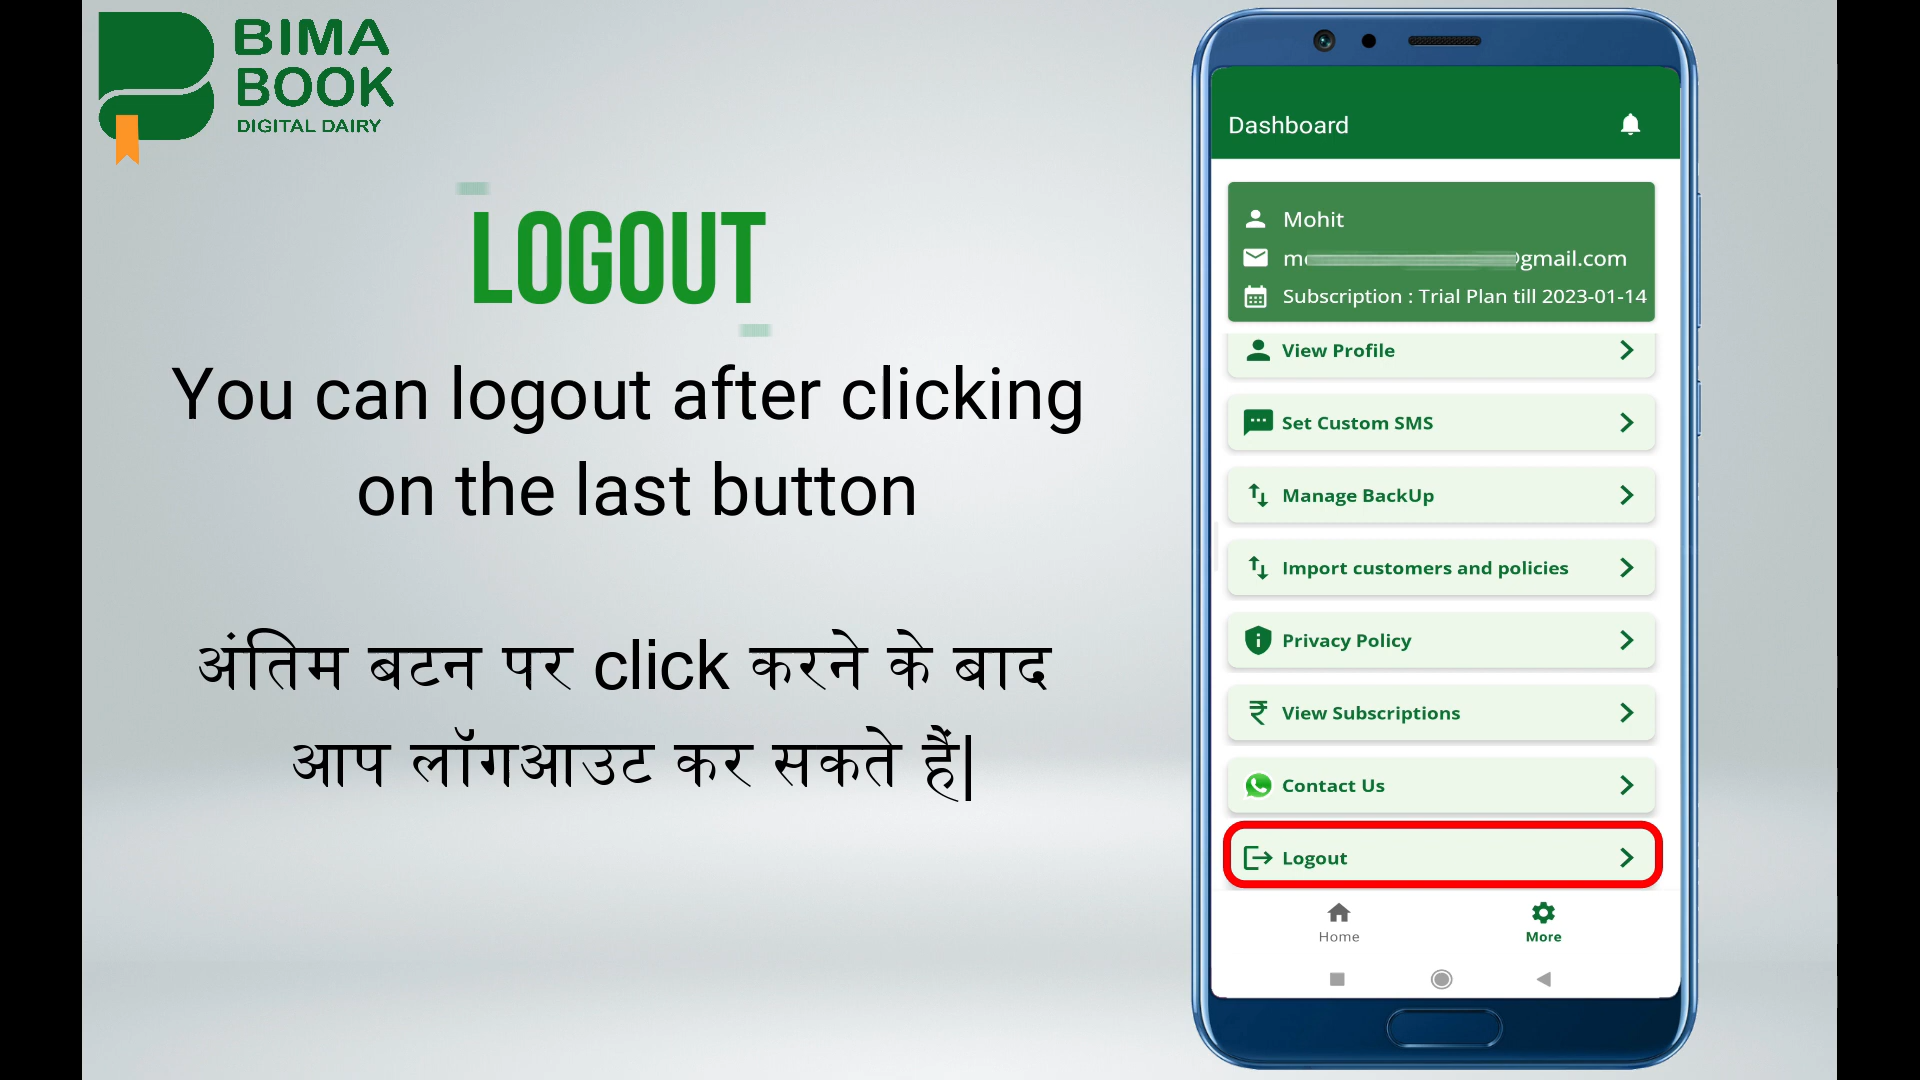 BIMA
BOOK
DIGITAL DAIRY
LOGOUT
You can logout after clicking
on the last button
अंतिम बटन पर click करने के बाद
आप लॉगआउट कर सकते हैं|
Dashboard
Mohit
gmail.com
Subscription : Trial Plan till 2023-01-14
View Profile
Set Custom SMS
Manage BackUp
Import customers and policies
Privacy Policy
View Subscriptions
Contact Us
Logout
Home
More